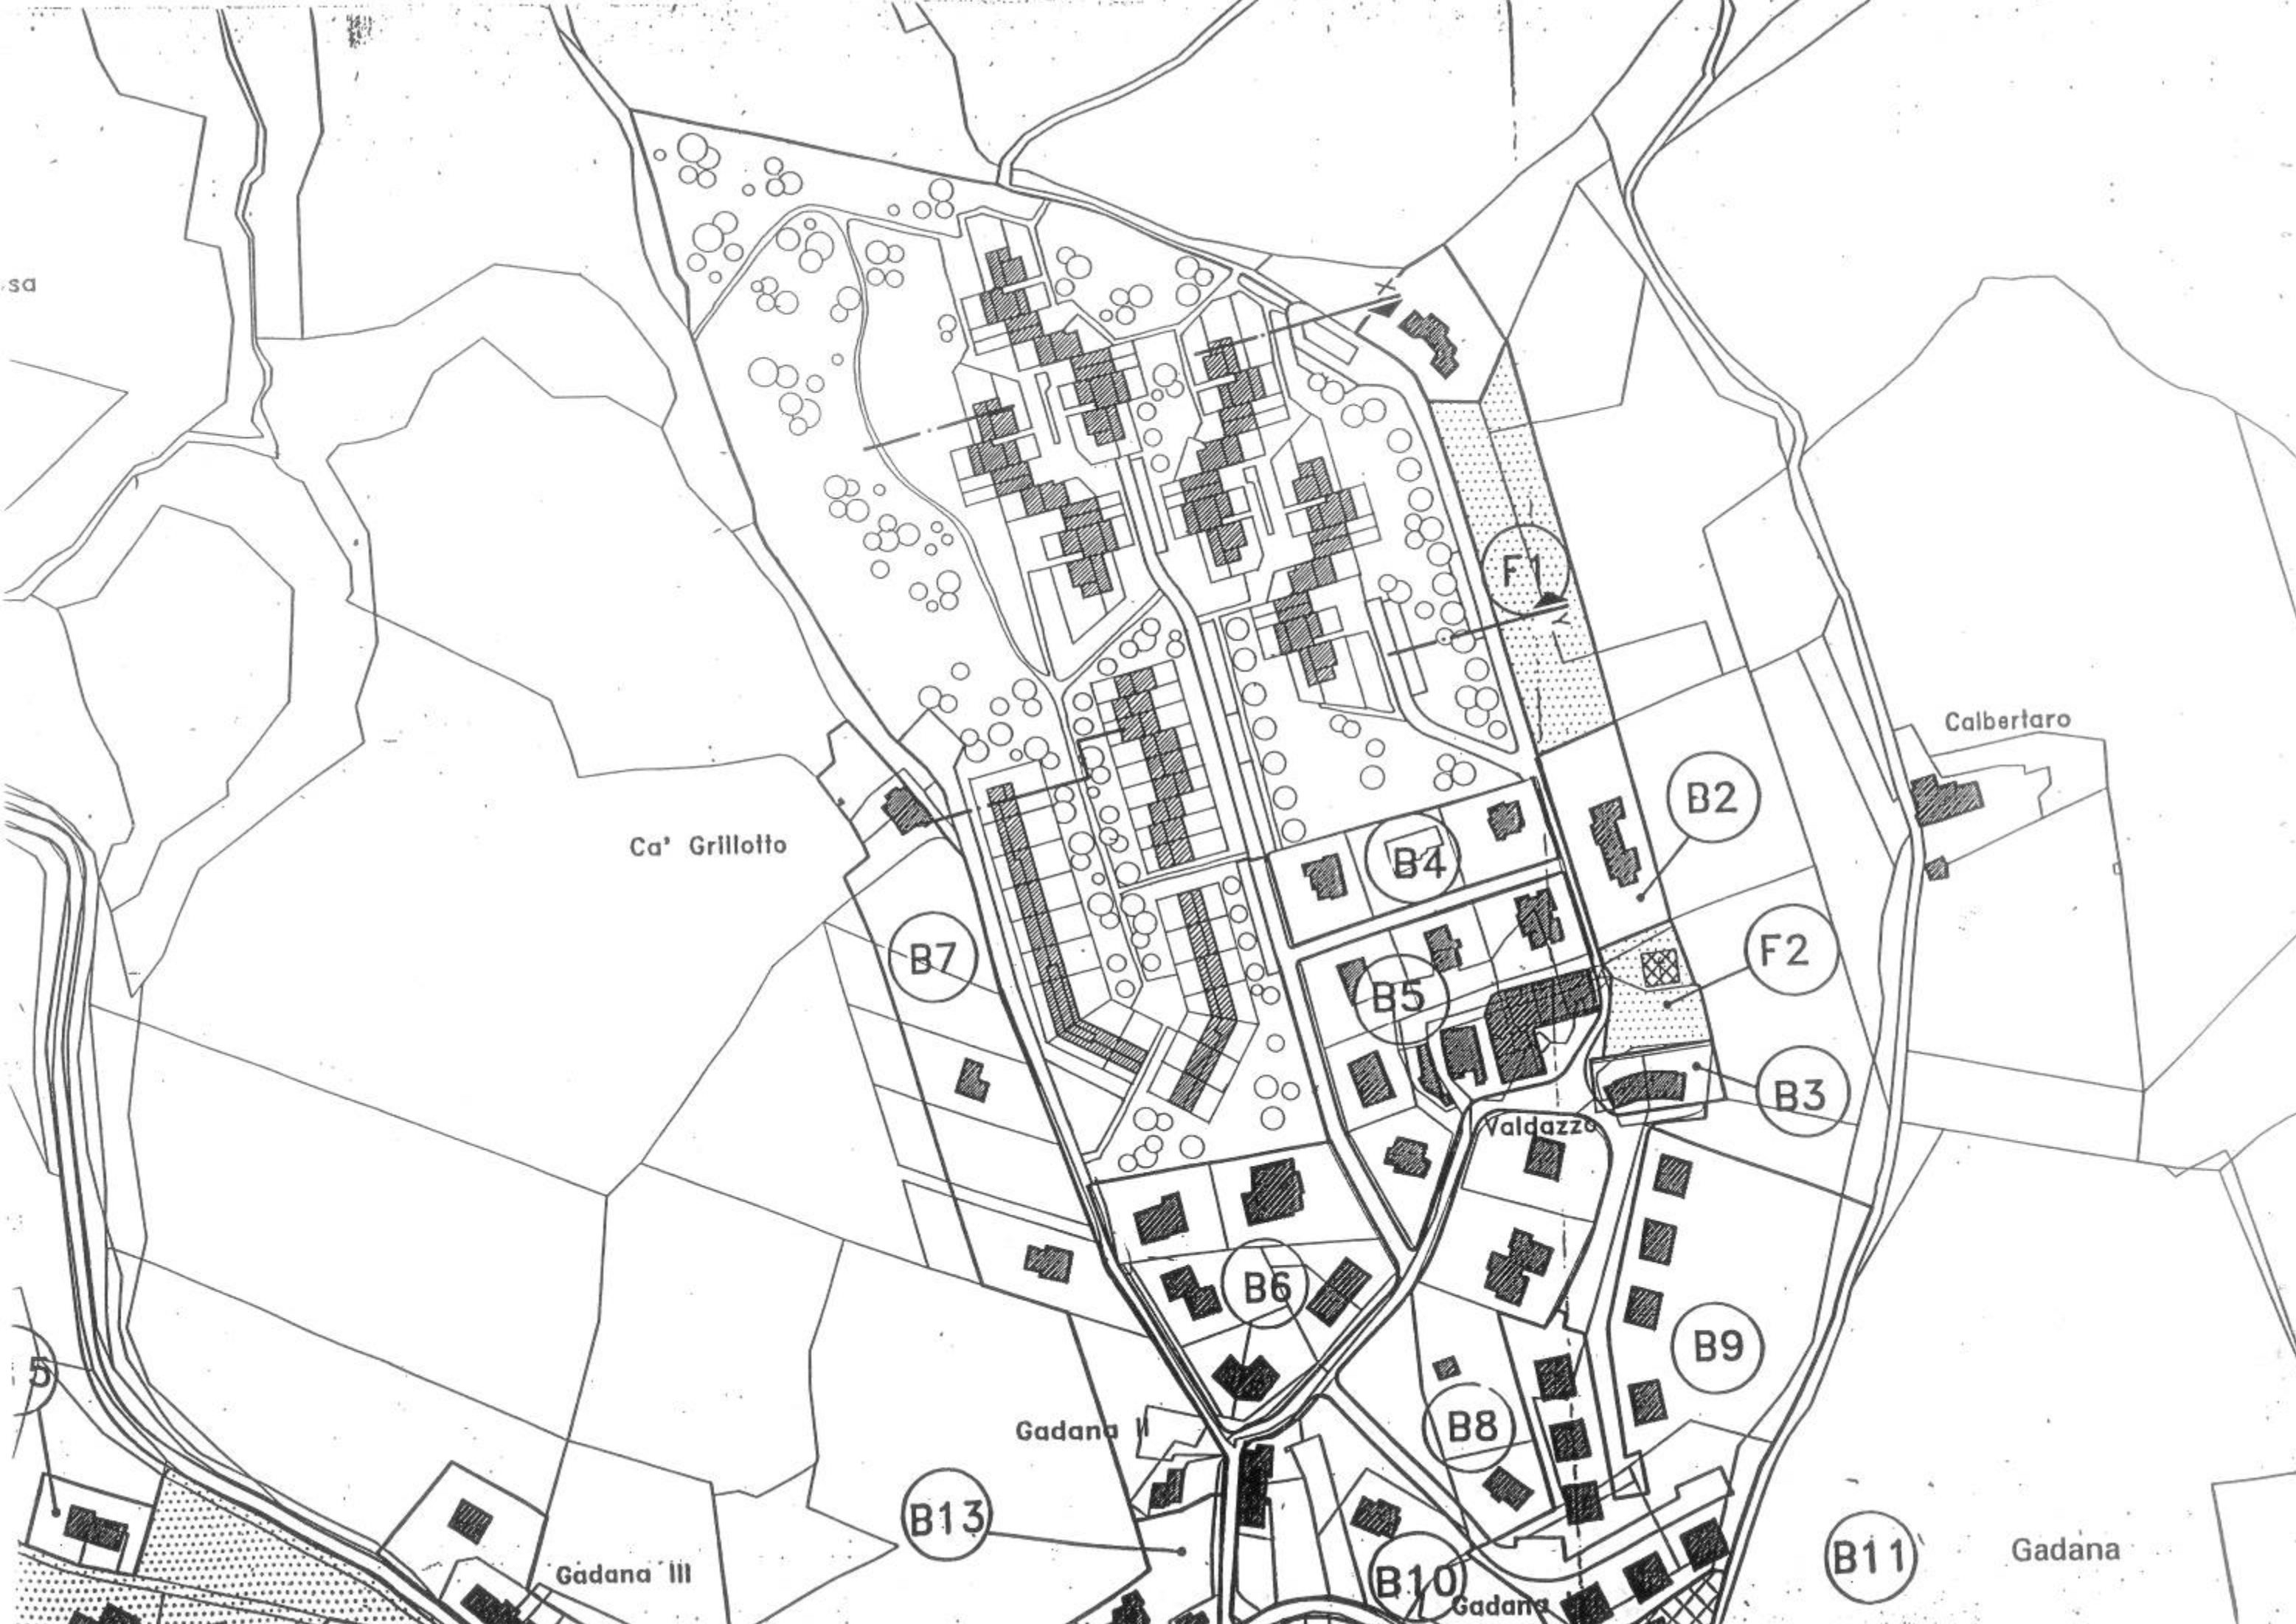 sa
X
F1
Y
Calbertaro
B2
Ca' Grillotto
B4
B7
F2
B5
B3
Valdazzo
B6
B9
5
Gadana II
B8
B13
B10
B11
Gadana
Gadana III
Gadana